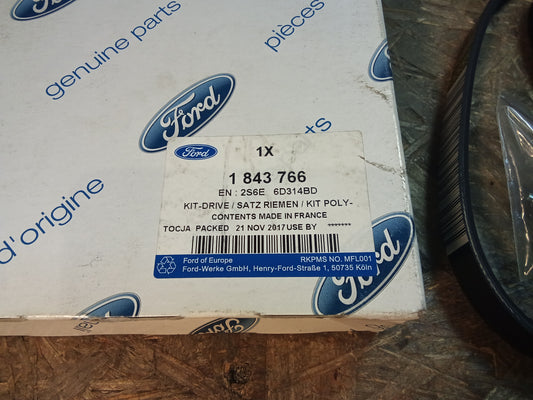 Ford
genuine parts
pièces
Ford
d'origine
Ford
Ford
1X
1 843 766
EN : 2S6E 6D314BD
KIT-DRIVE / SATZ RIEMEN / KIT POLY-
CONTENTS MADE IN FRANCE
TOCJA PACKED 21 NOV 2017 USE BY *******
Ford of Europe RKPMS NO. MFL001
Ford-Werke GmbH, Henry-Ford-Straße 1, 50735 Köln
Ford